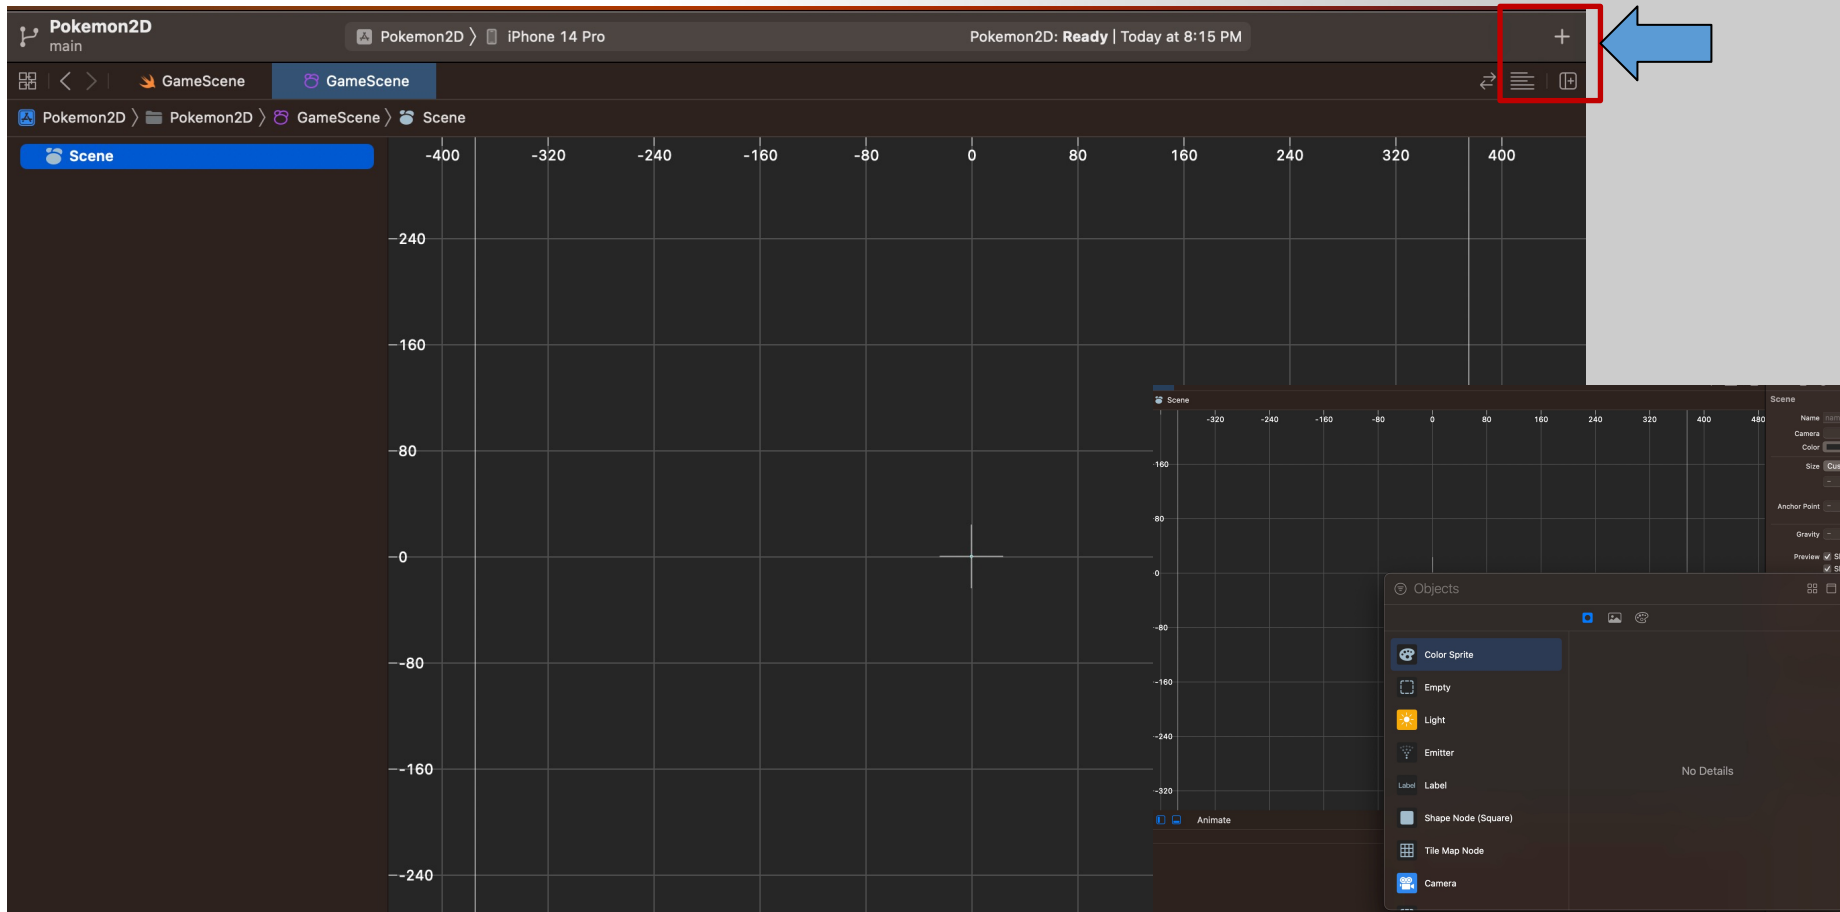 Pokemon2D
main
Pokemon2D 〉 iPhone 14 Pro
Pokemon2D: Ready | Today at 8:15 PM
GameScene
GameScene
Pokemon2D 〉 Pokemon2D 〉 GameScene 〉 Scene
Scene
-400 -320 -240 -160 -80 0 80 160 240 320 400
240
160
80
0
-80
-160
-240
Scene
-320 -240 -160 -80 0 80 160 240 320 400 480
160
80
0
-80
-160
-240
-320
Animate
Scene
Name
Camera
Color
Size
Anchor Point
Gravity
Preview
Objects
Color Sprite
Empty
Light
Emitter
Label Label
Shape Node (Square)
Tile Map Node
Camera
No Details